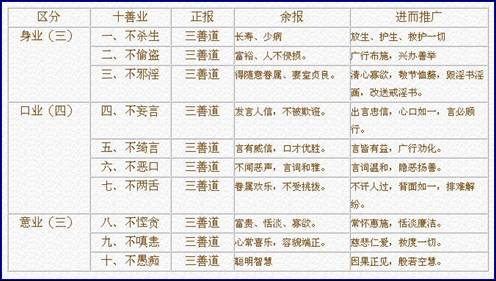 区分 十善业 正报 余报 进而推广
身业（三） 一、不杀生 三善道 长寿、少病 放生、护生、救护一切
二、不偷盗 三善道 富裕、人不侵损。 广行布施，兴办善举
三、不邪淫 三善道 得随意眷属、妻室贞良。 清心寡欲，敬节恤嫠，毁淫书淫
画，改送戒淫书。
口业（四） 四、不妄言 三善道 发言人信，不被欺诳。 出言忠信，心口如一，言必顺
行。
五、不绮言 三善道 言有威信，口才优胜。 言皆有益，广行劝化。
六、不恶口 三善道 不闻恶声，言词和雅。 言词温和，隐恶扬善。
七、不两舌 三善道 眷属欢乐，不受挑拨。 不讦人过，背面如一，排难解
纷。
意业（三） 八、不悭贪 三善道 富贵、恬淡、寡欲。 常怀惠施，恬淡廉洁。
九、不嗔恚 三善道 心常喜乐，容貌端正。 慈悲仁爱，救度一切。
十、不愚痴 三善道 聪明智慧 因果正见，般若空慧。